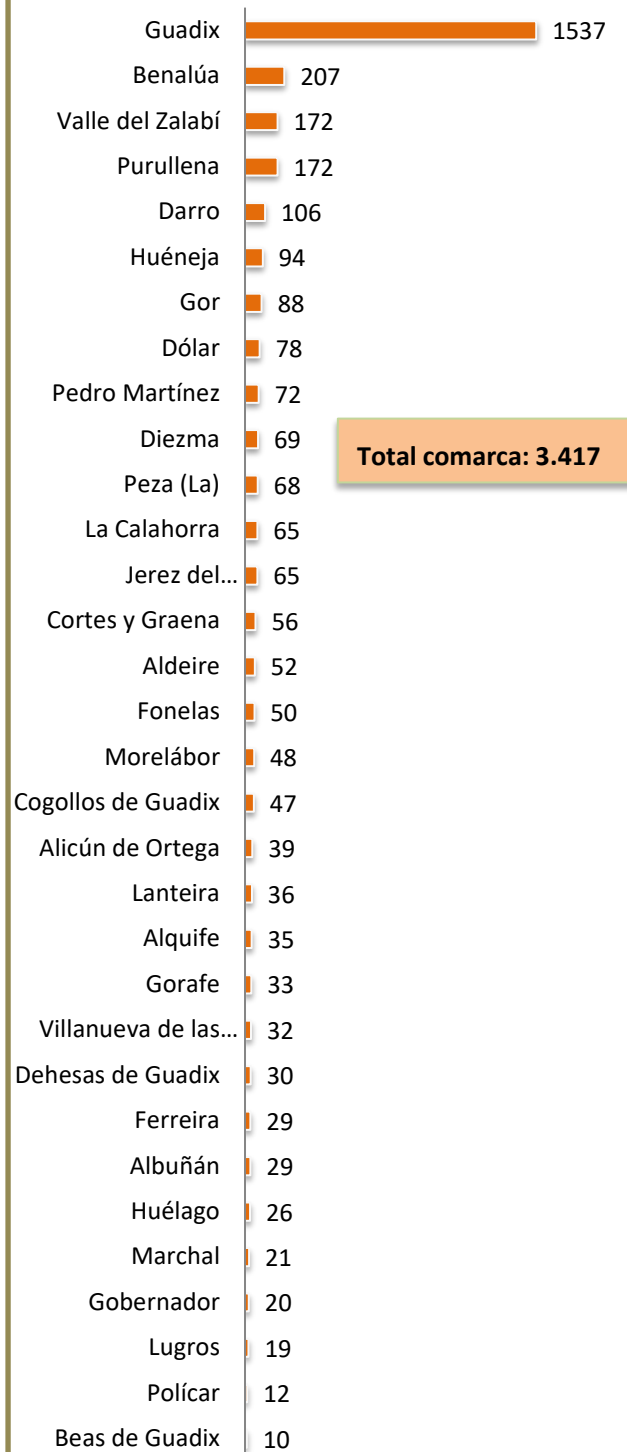 Guadix 1537
Benalúa 207
Valle del Zalabí 172
Purullena 172
Darro 106
Huéneja 94
Gor 88
Dólar 78
Pedro Martínez 72
Diezma 69
Total comarca: 3.417
Peza (La) 68
La Calahorra 65
Jerez del... 65
Cortes y Graena 56
Aldeire 52
Fonelas 50
Morelábor 48
Cogollos de Guadix 47
Alicún de Ortega 39
Lanteira 36
Alquife 35
Gorafe 33
Villanueva de las... 32
Dehesas de Guadix 30
Ferreira 29
Albuñán 29
Huélago 26
Marchal 21
Gobernador 20
Lugros 19
Polícar 12
Beas de Guadix 10